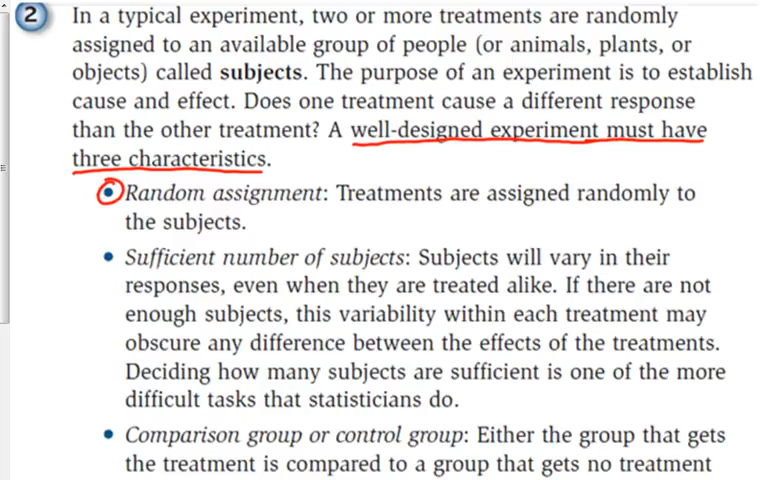 2 In a typical experiment, two or more treatments are randomly
assigned to an available group of people (or animals, plants, or
objects) called subjects. The purpose of an experiment is to establish
cause and effect. Does one treatment cause a different response
than the other treatment? A well-designed experiment must have
three characteristics.
• Random assignment: Treatments are assigned randomly to
the subjects.
• Sufficient number of subjects: Subjects will vary in their
responses, even when they are treated alike. If there are not
enough subjects, this variability within each treatment may
obscure any difference between the effects of the treatments.
Deciding how many subjects are sufficient is one of the more
difficult tasks that statisticians do.
• Comparison group or control group: Either the group that gets
the treatment is compared to a group that gets no treatment